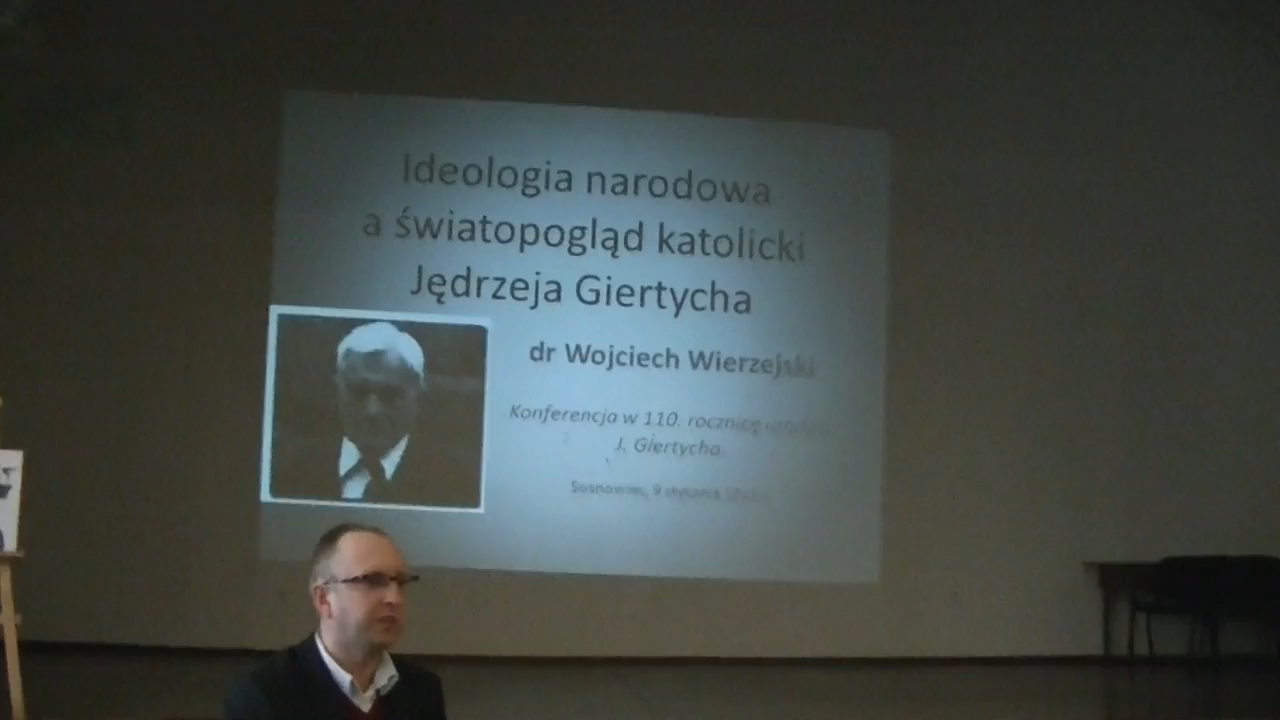 Ideologia narodowa
a światopogląd katolicki
Jędrzeja Giertycha
dr Wojciech Wierzejski
Konferencja w 110. rocznicę
J. Giertycha
Sosnowiec, 9 stycznia